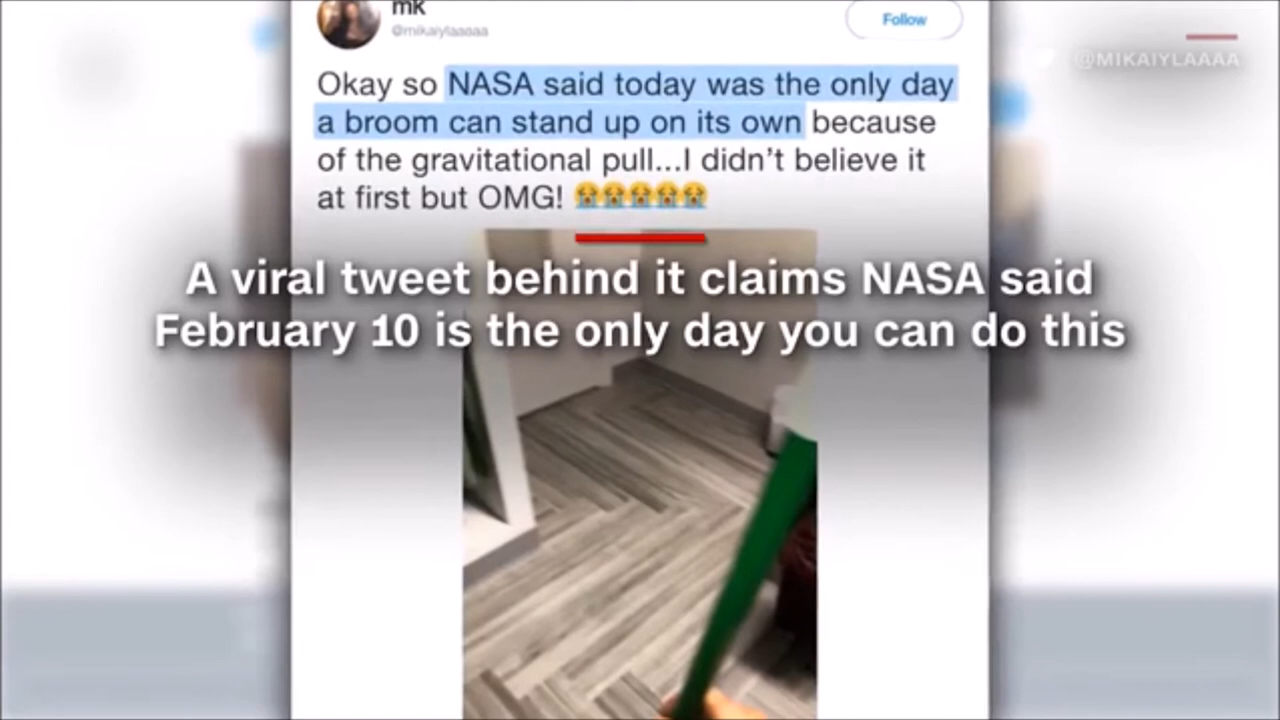 mk
@mikaiylaaaaa
Follow
@MIKAIYLAAAA
Okay so NASA said today was the only day
a broom can stand up on its own because
of the gravitational pull...I didn't believe it
at first but OMG! 😭😭😭😭😭
A viral tweet behind it claims NASA said
February 10 is the only day you can do this